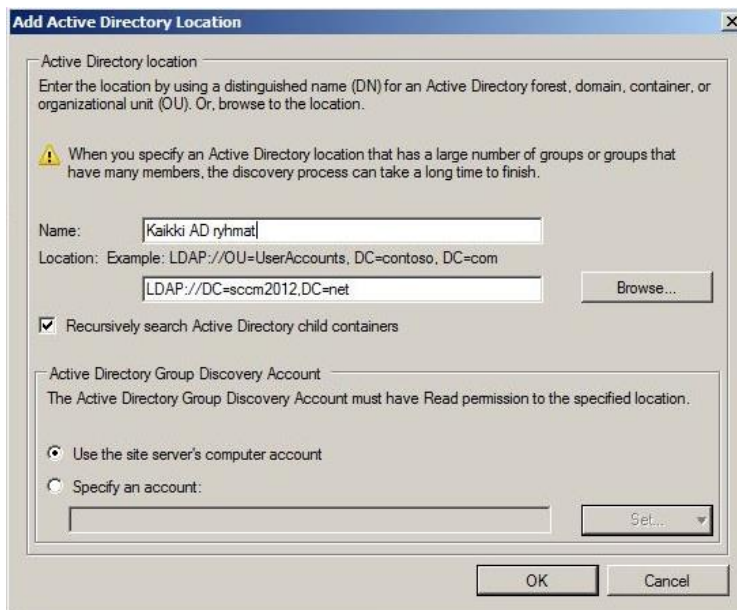 Add Active Directory Location
Active Directory location
Enter the location by using a distinguished name (DN) for an Active Directory forest, domain, container, or
organizational unit (OU). Or, browse to the location.
When you specify an Active Directory location that has a large number of groups or groups that
have many members, the discovery process can take a long time to finish.
Name: Kaikki AD ryhmat
Location: Example: LDAP://OU=UserAccounts, DC=contoso, DC=com
LDAP://DC=sccm2012,DC=net Browse...
Recursively search Active Directory child containers
Active Directory Group Discovery Account
The Active Directory Group Discovery Account must have Read permission to the specified location.
Use the site server's computer account
Specify an account:
Set...
OK Cancel